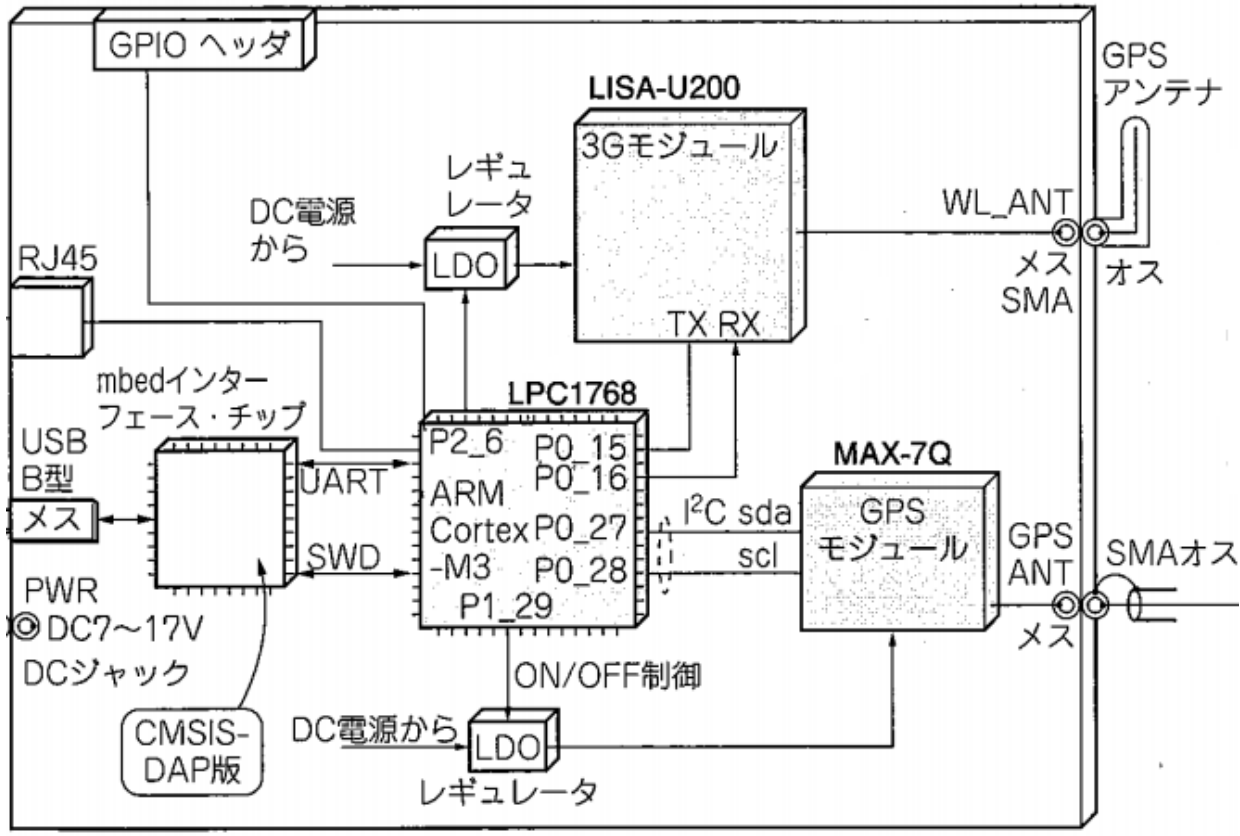 GPIO ヘッダ
LISA-U200
3Gモジュール
TX RX
GPS
アンテナ
WL_ANT
メス
SMA
オス
レギュ
レータ
DC電源
から
LDO
RJ45
mbedインター
フェース・チップ
USB
B型
メス
UART
SWD
LPC1768
P2_6
P0_15
P0_16
ARM
Cortex
-M3
P0_27
P0_28
P1_29
I²C sda
scl
MAX-7Q
GPS
モジュール
GPS
ANT
メス
SMAオス
PWR
DC7～17V
DCジャック
CMSIS-
DAP版
ON/OFF制御
DC電源から
LDO
レギュレータ